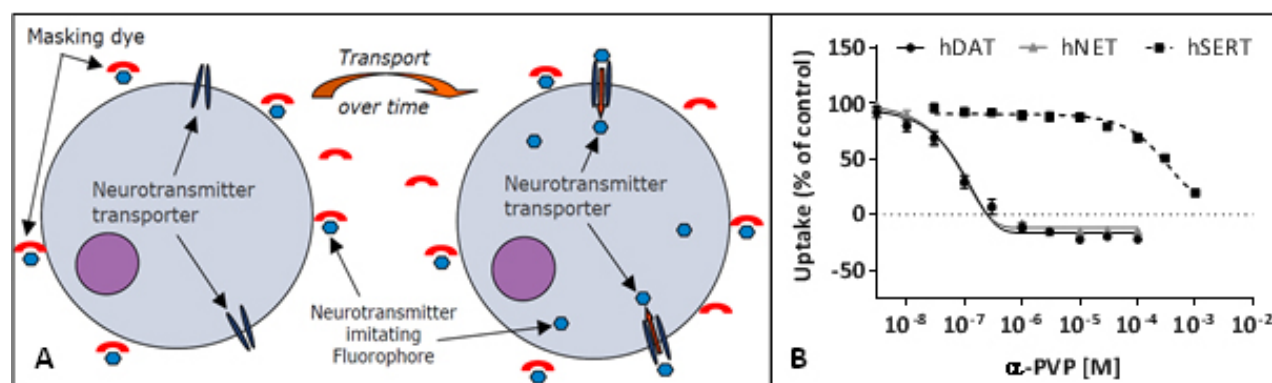 Masking dye
Transport
over time
Neurotransmitter
transporter
Neurotransmitter
transporter
Neurotransmitter
imitating
Fluorophore
A
hDAT hNET hSERT
Uptake (% of control)
150
100
50
0
-50
10-8 10-7 10-6 10-5 10-4 10-3 10-2
α-PVP [M]
B